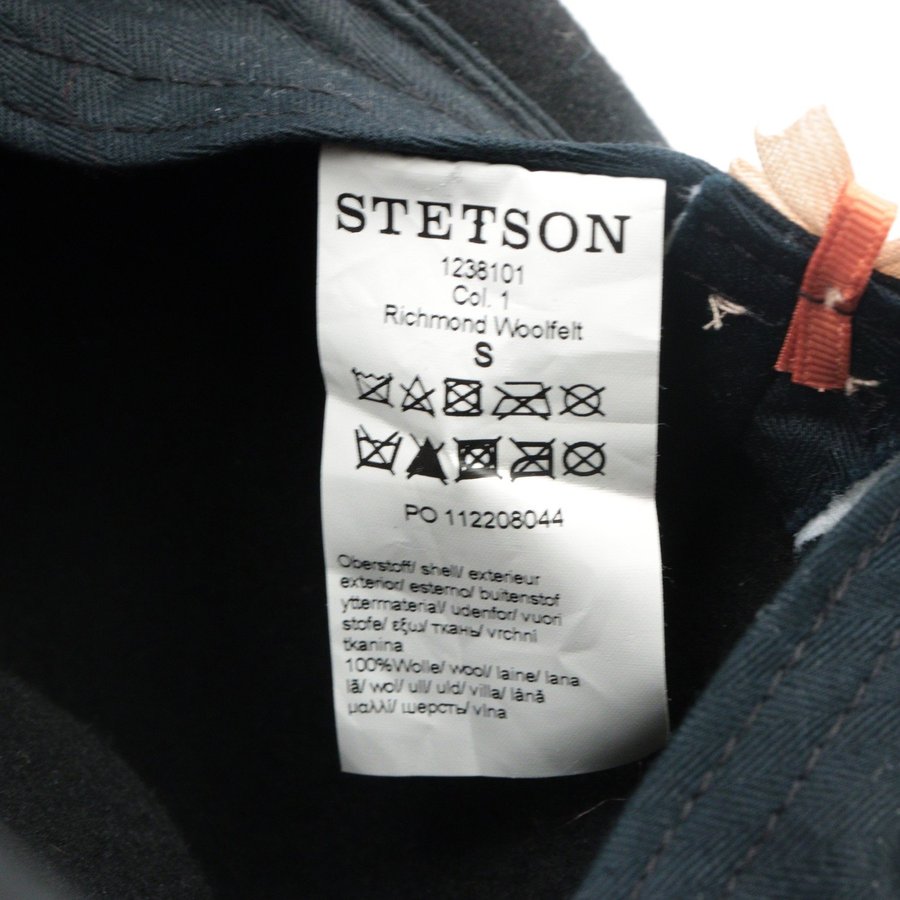 STETSON
1238101
Col. 1
Richmond Woolfelt
S
PO 112208044
Oberstoff/ shell/ exterieur
exterior/ esterno/ buitenstof
yttermaterial/ udenfor/ vuori
stofe/ εξω/ ткань/ vrchni
tkanina
100%Wolle/ wool/ laine/ lana
lã/ wol/ ull/ uld/ villa/ lână
μαλλί/ шерсть/ vlna